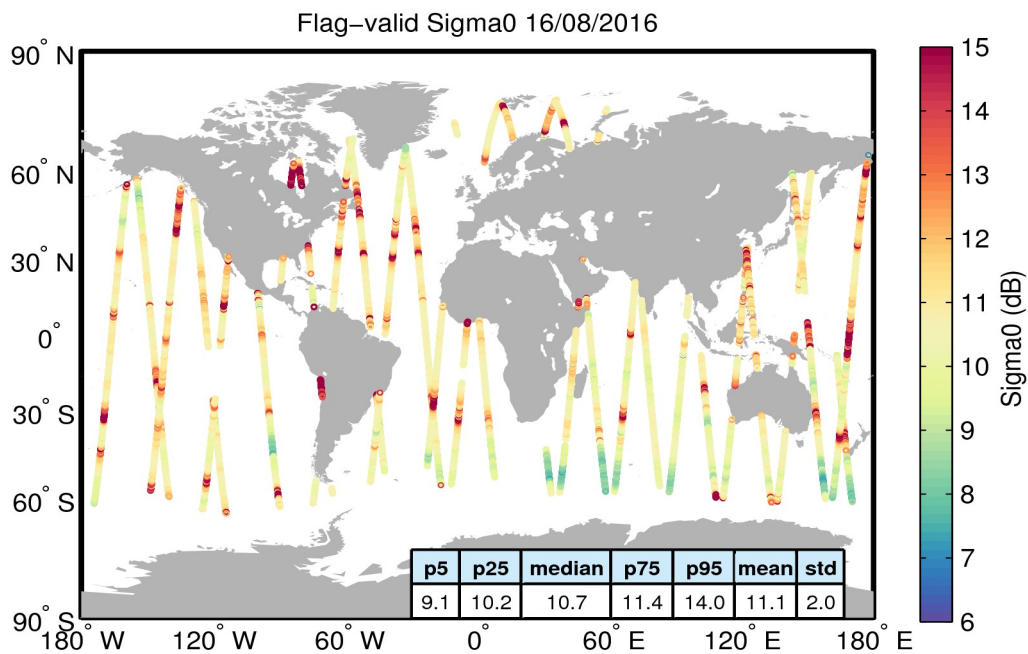 Flag−valid Sigma0 16/08/2016
90° N
60° N
30° N
0°
30° S
60° S
90° S
180° W
120° W
60° W
0°
60° E
120° E
180° E
p5 p25 median p75 p95 mean std
9.1 10.2 10.7 11.4 14.0 11.1 2.0
15
14
13
12
11
10
9
8
7
6
Sigma0 (dB)